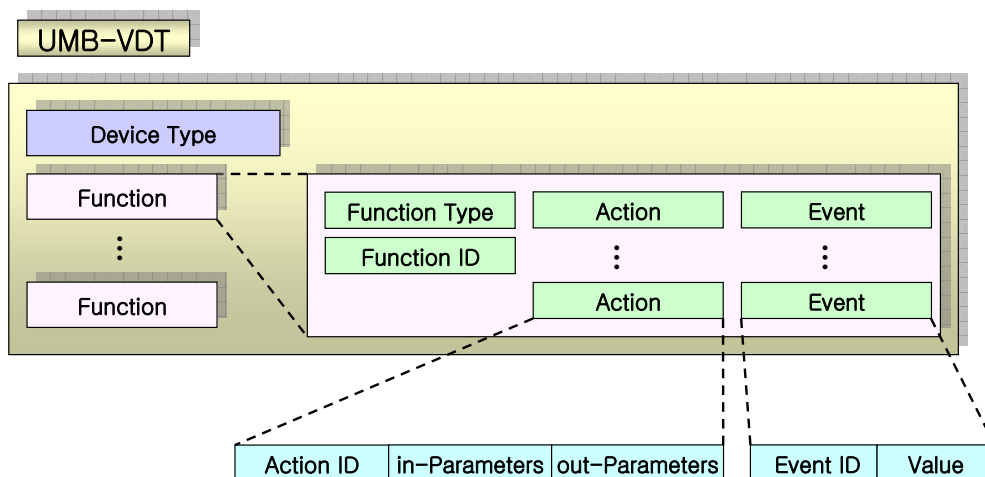 UMB-VDT
Device Type
Function
Function
Function Type
Function ID
Action
Action
Event
Event
Action ID
in-Parameters
out-Parameters
Event ID
Value